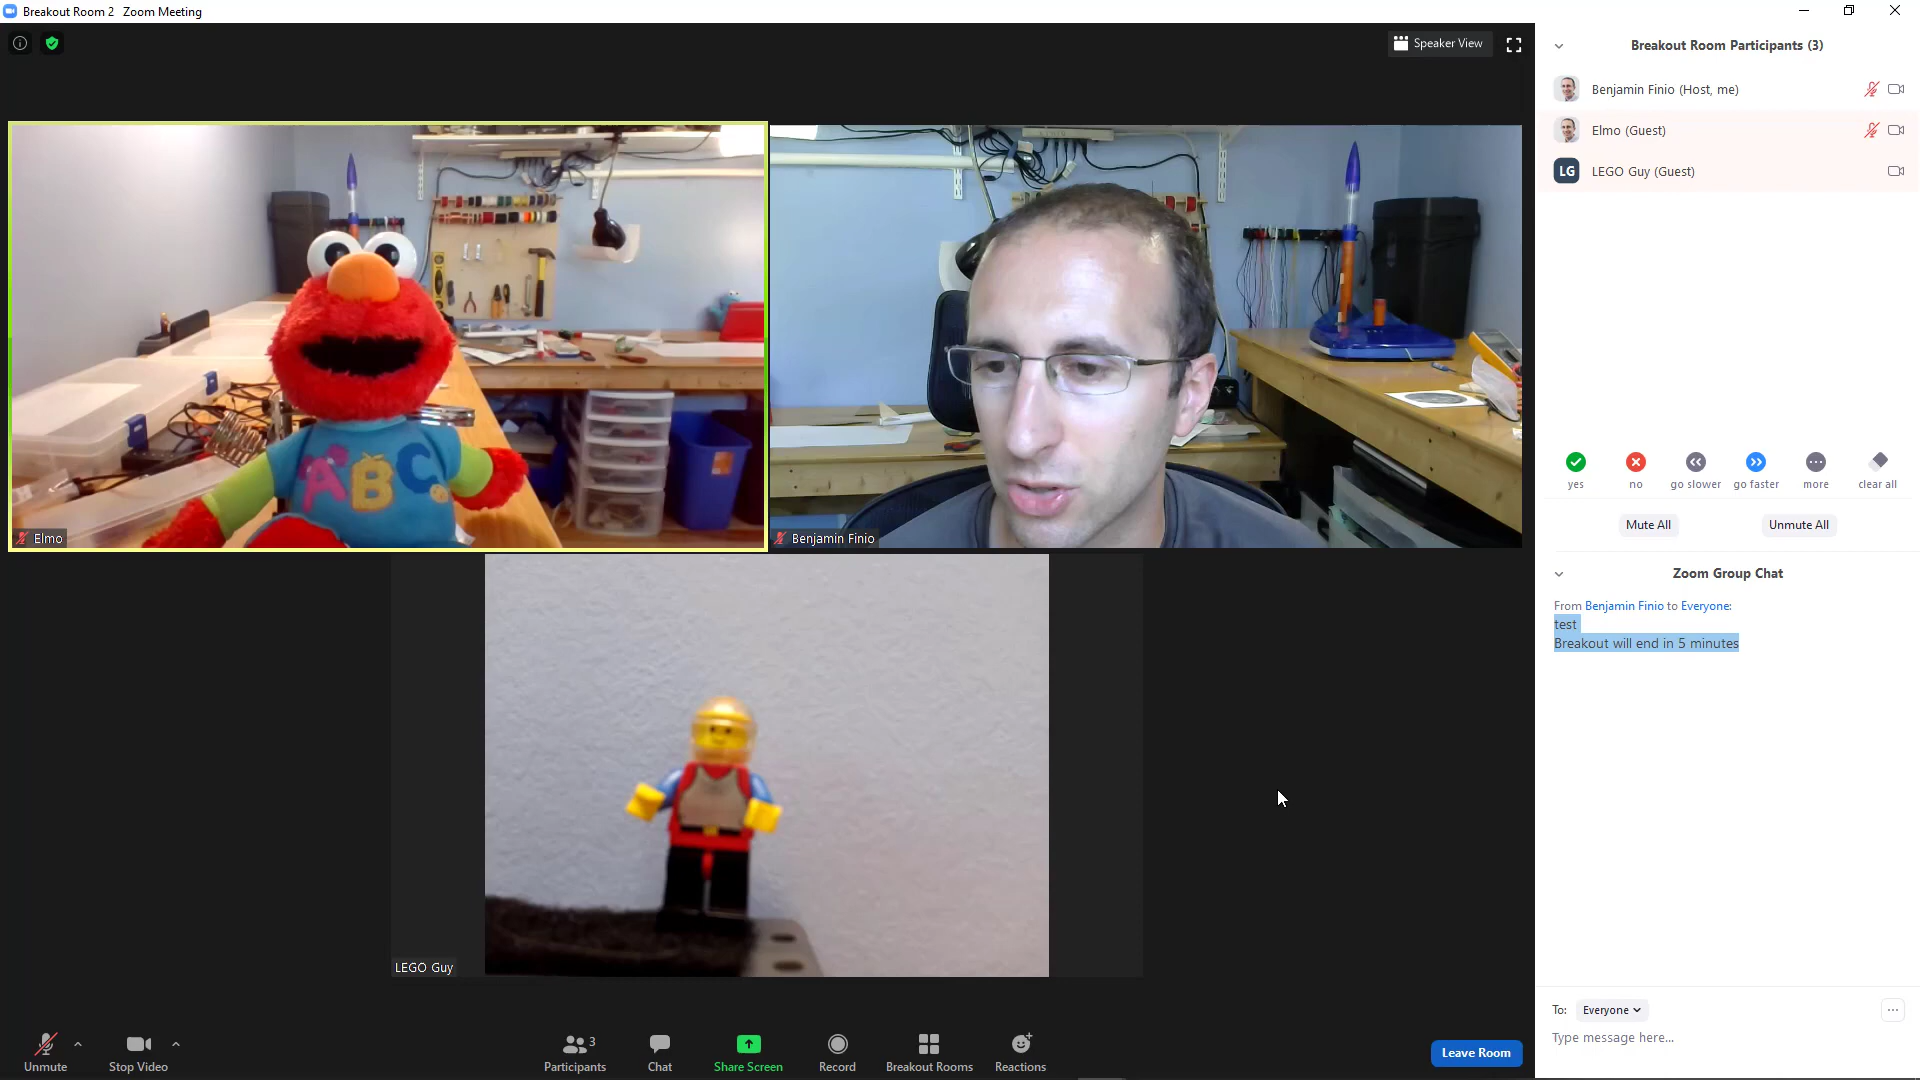 Breakout Room 2 Zoom Meeting
Speaker View
Elmo
ABC
Benjamin Finio
LEGO Guy
Unmute
Stop Video
Participants
3
Chat
Share Screen
Record
Breakout Rooms
Reactions
Leave Room
Breakout Room Participants (3)
Benjamin Finio (Host, me)
Elmo (Guest)
LG LEGO Guy (Guest)
yes no go slower go faster more clear all
Mute All Unmute All
Zoom Group Chat
From Benjamin Finio to Everyone:
test
Breakout will end in 5 minutes
To: Everyone
Type message here...